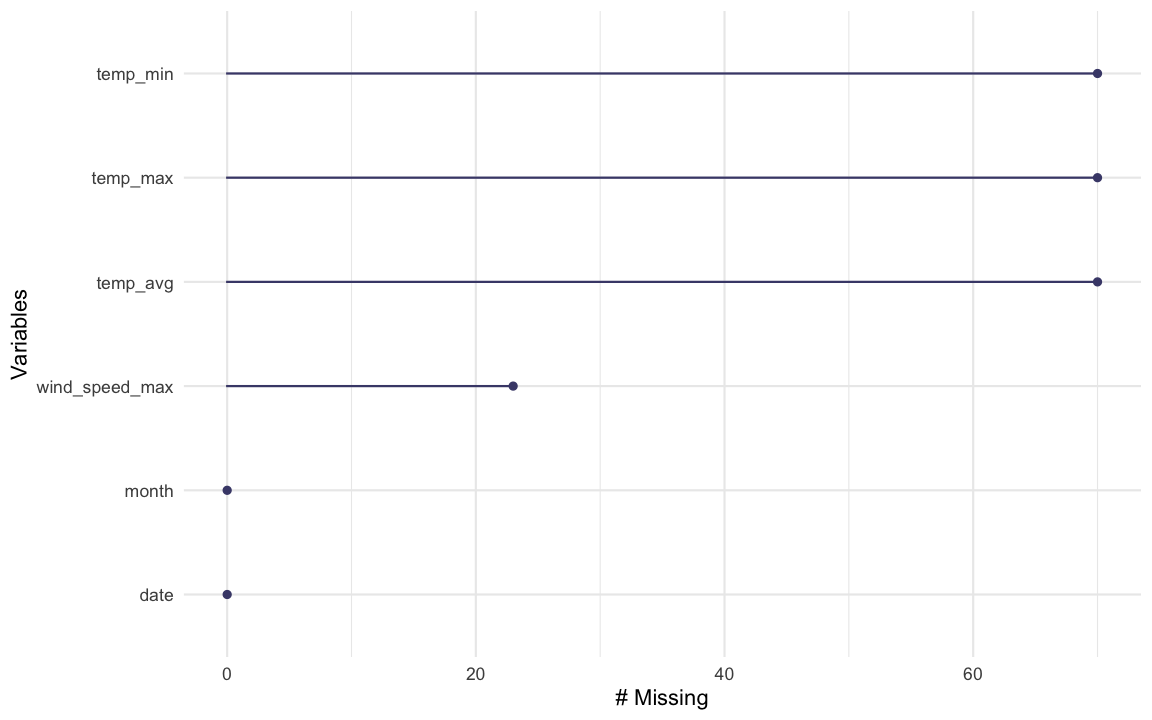 temp_min
temp_max
temp_avg
wind_speed_max
month
date
Variables
0 20 40 60
# Missing